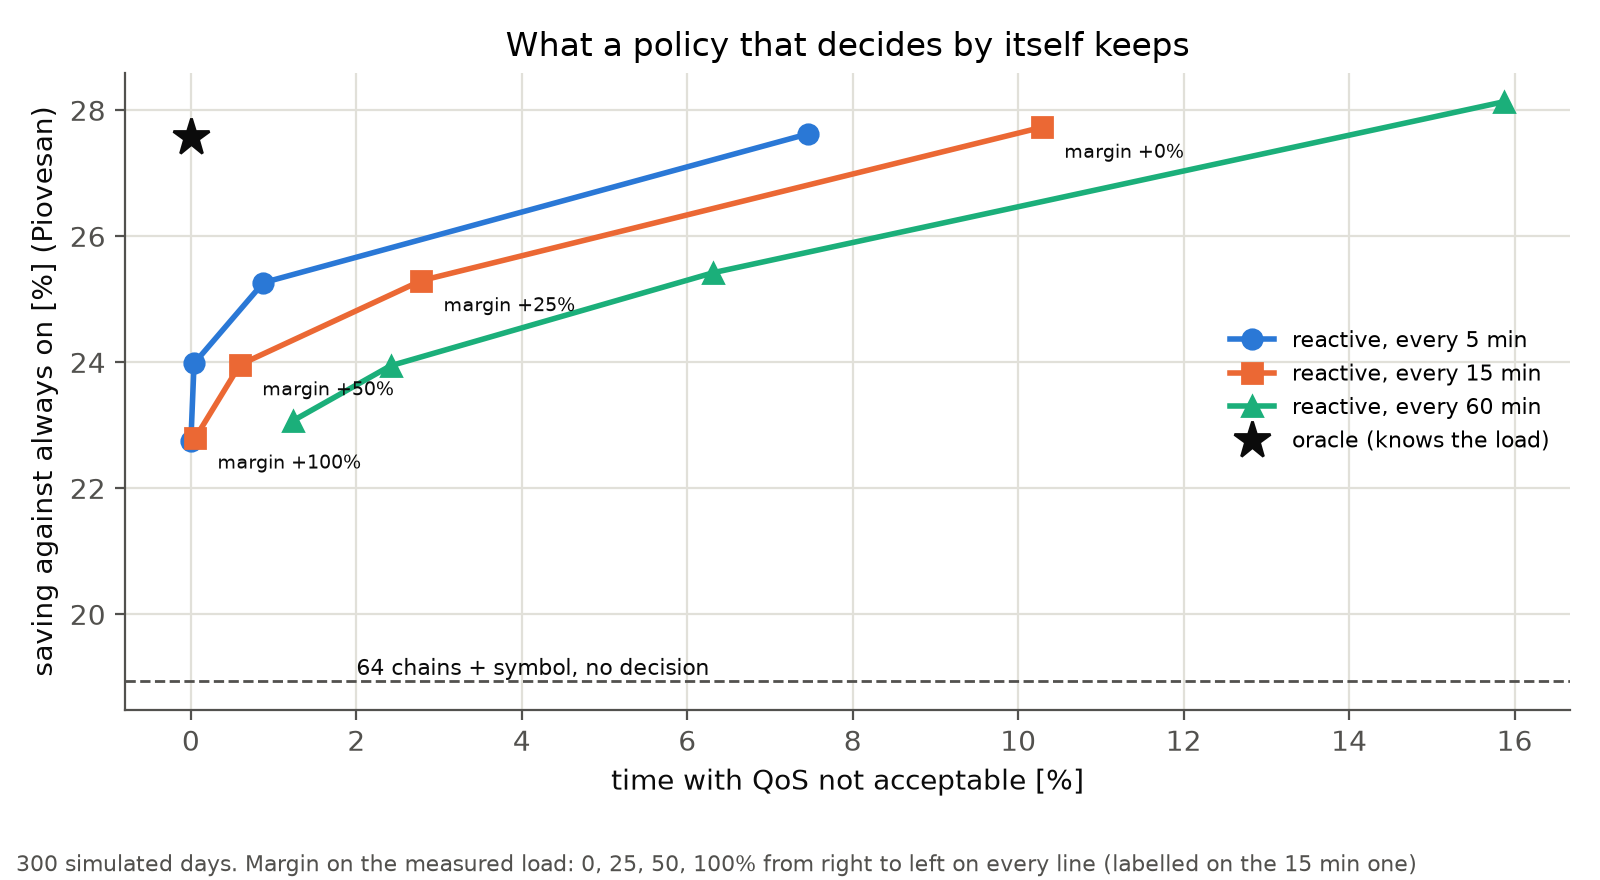 What a policy that decides by itself keeps
saving against always on [%] (Piovesan)
28
26
24
22
20
margin +0%
margin +25%
margin +50%
margin +100%
reactive, every 5 min
reactive, every 15 min
reactive, every 60 min
oracle (knows the load)
64 chains + symbol, no decision
0 2 4 6 8 10 12 14 16
time with QoS not acceptable [%]
300 simulated days. Margin on the measured load: 0, 25, 50, 100% from right to left on every line (labelled on the 15 min one)